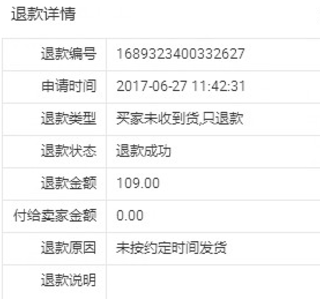 退款详情
退款编号 1689323400332627
申请时间 2017-06-27 11:42:31
退款类型 买家未收到货,只退款
退款状态 退款成功
退款金额 109.00
付给卖家金额 0.00
退款原因 未按约定时间发货
退款说明